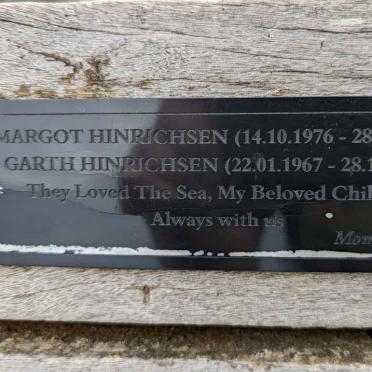 MARGOT HINRICHSEN (14.10.1976 - 28
GARTH HINRICHSEN (22.01.1967 - 28.1
They Loved The Sea, My Beloved Chil
Always with us
Mom